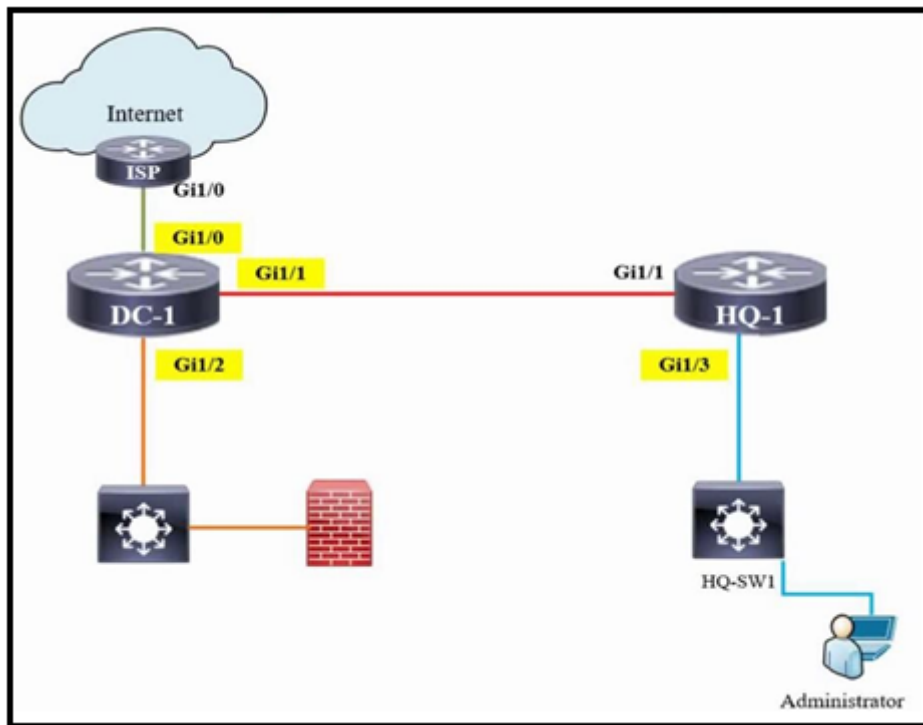 Internet
ISP
Gi1/0
Gi1/0
Gi1/1
Gi1/1
DC-1
HQ-1
Gi1/2
Gi1/3
HQ-SW1
Administrator